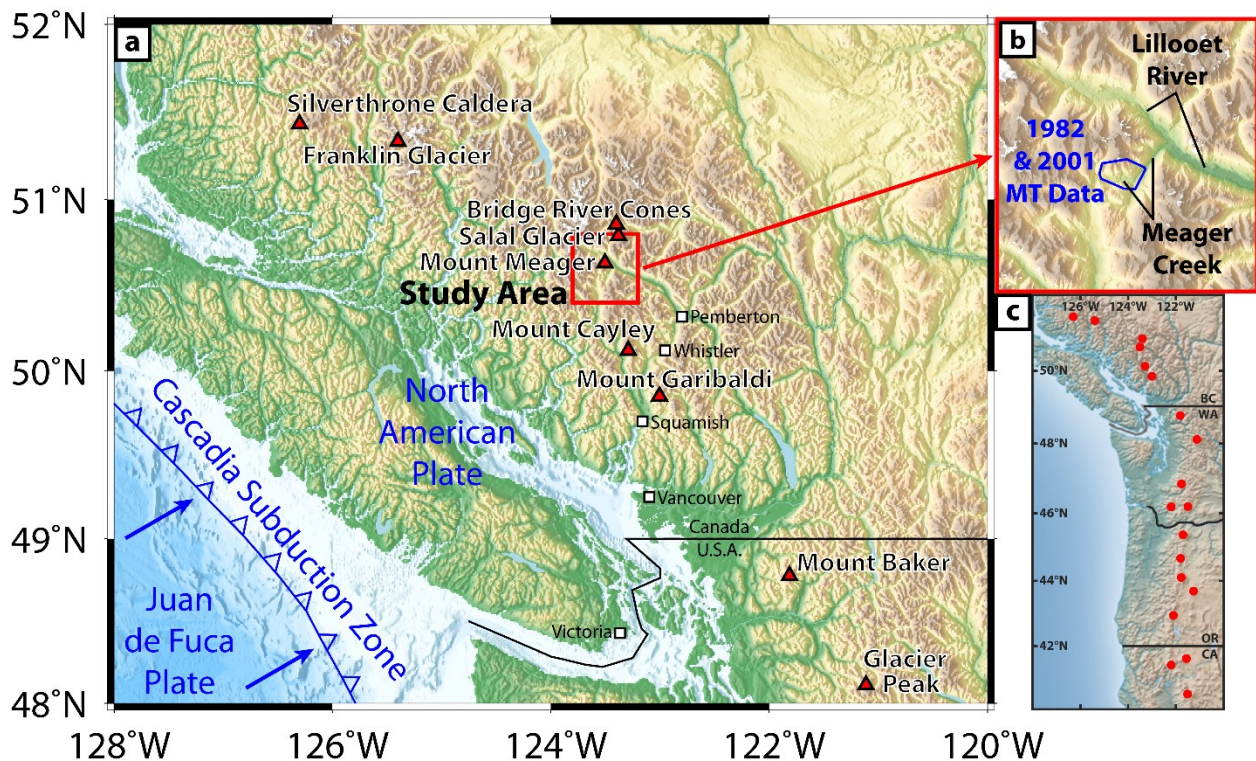 a
52°N
51°N
50°N
49°N
48°N
128°W
126°W
124°W
122°W
120°W
Silverthrone Caldera
Franklin Glacier
Bridge River Cones
Salal Glacier
Mount Meager
Study Area
Pemberton
Mount Cayley
Whistler
Mount Garibaldi
Squamish
North
American
Plate
Vancouver
Canada
U.S.A.
Cascadia Subduction Zone
Mount Baker
Juan
de Fuca
Plate
Victoria
Glacier
Peak
b
Lillooet
River
1982
& 2001
MT Data
Meager
Creek
c
126°W
124°W
122°W
50°N
BC
WA
48°N
46°N
44°N
42°N
OR
CA